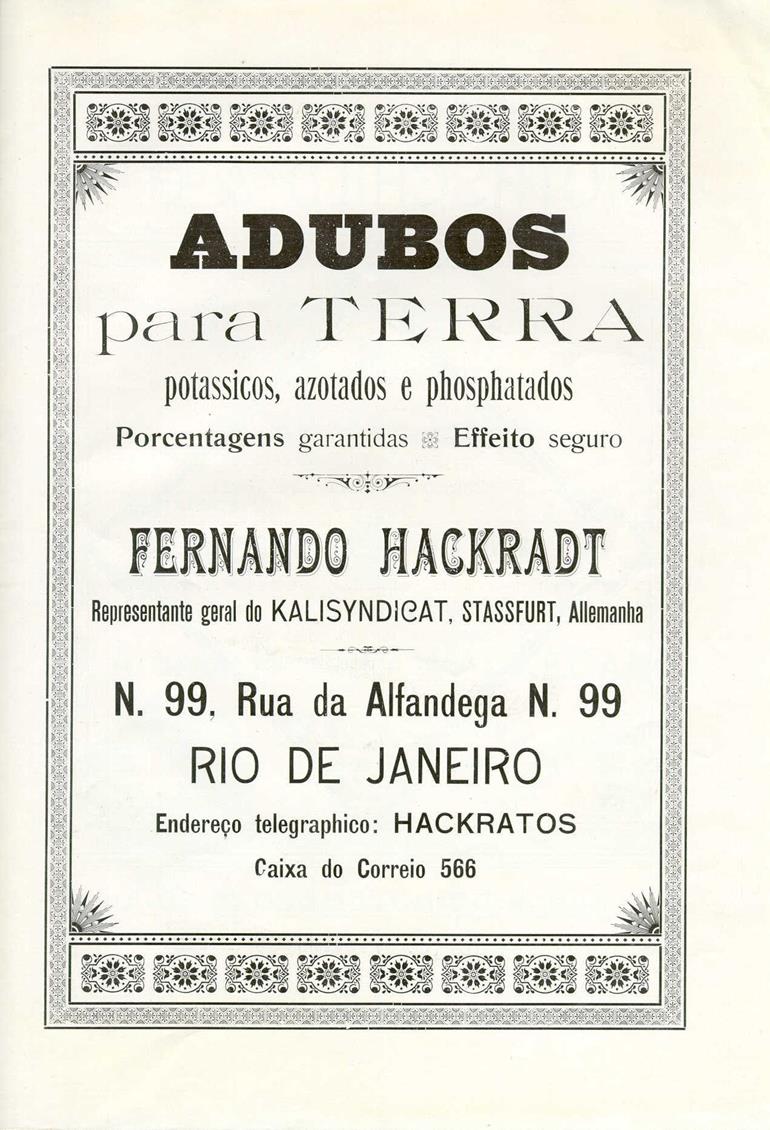 ADUBOS
para TERRA
potassicos, azotados e phosphatados
Porcentagens garantidas Effeito seguro
FERNANDO HACKRADT
Representante geral do KALISYNDICAT, STASSFURT, Allemanha
N. 99, Rua da Alfandega N. 99
RIO DE JANEIRO
Endereço telegraphico: HACKRATOS
Caixa do Correio 566